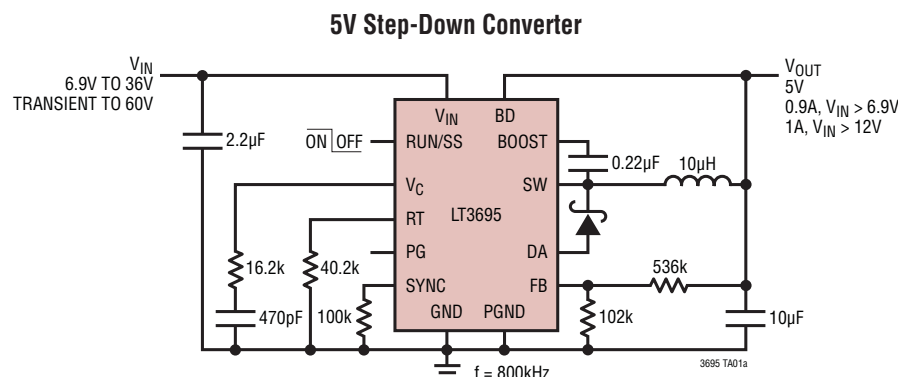 5V Step-Down Converter
VIN
6.9V TO 36V
TRANSIENT TO 60V
VOUT
5V
0.9A, VIN > 6.9V
1A, VIN > 12V
VIN
BD
2.2µF
ON OFF
RUN/SS
BOOST
0.22µF
10µH
VC
SW
LT3695
RT
PG
DA
16.2k
40.2k
536k
SYNC
FB
470pF
100k
GND
PGND
102k
10µF
f = 800kHz
3695 TA01a